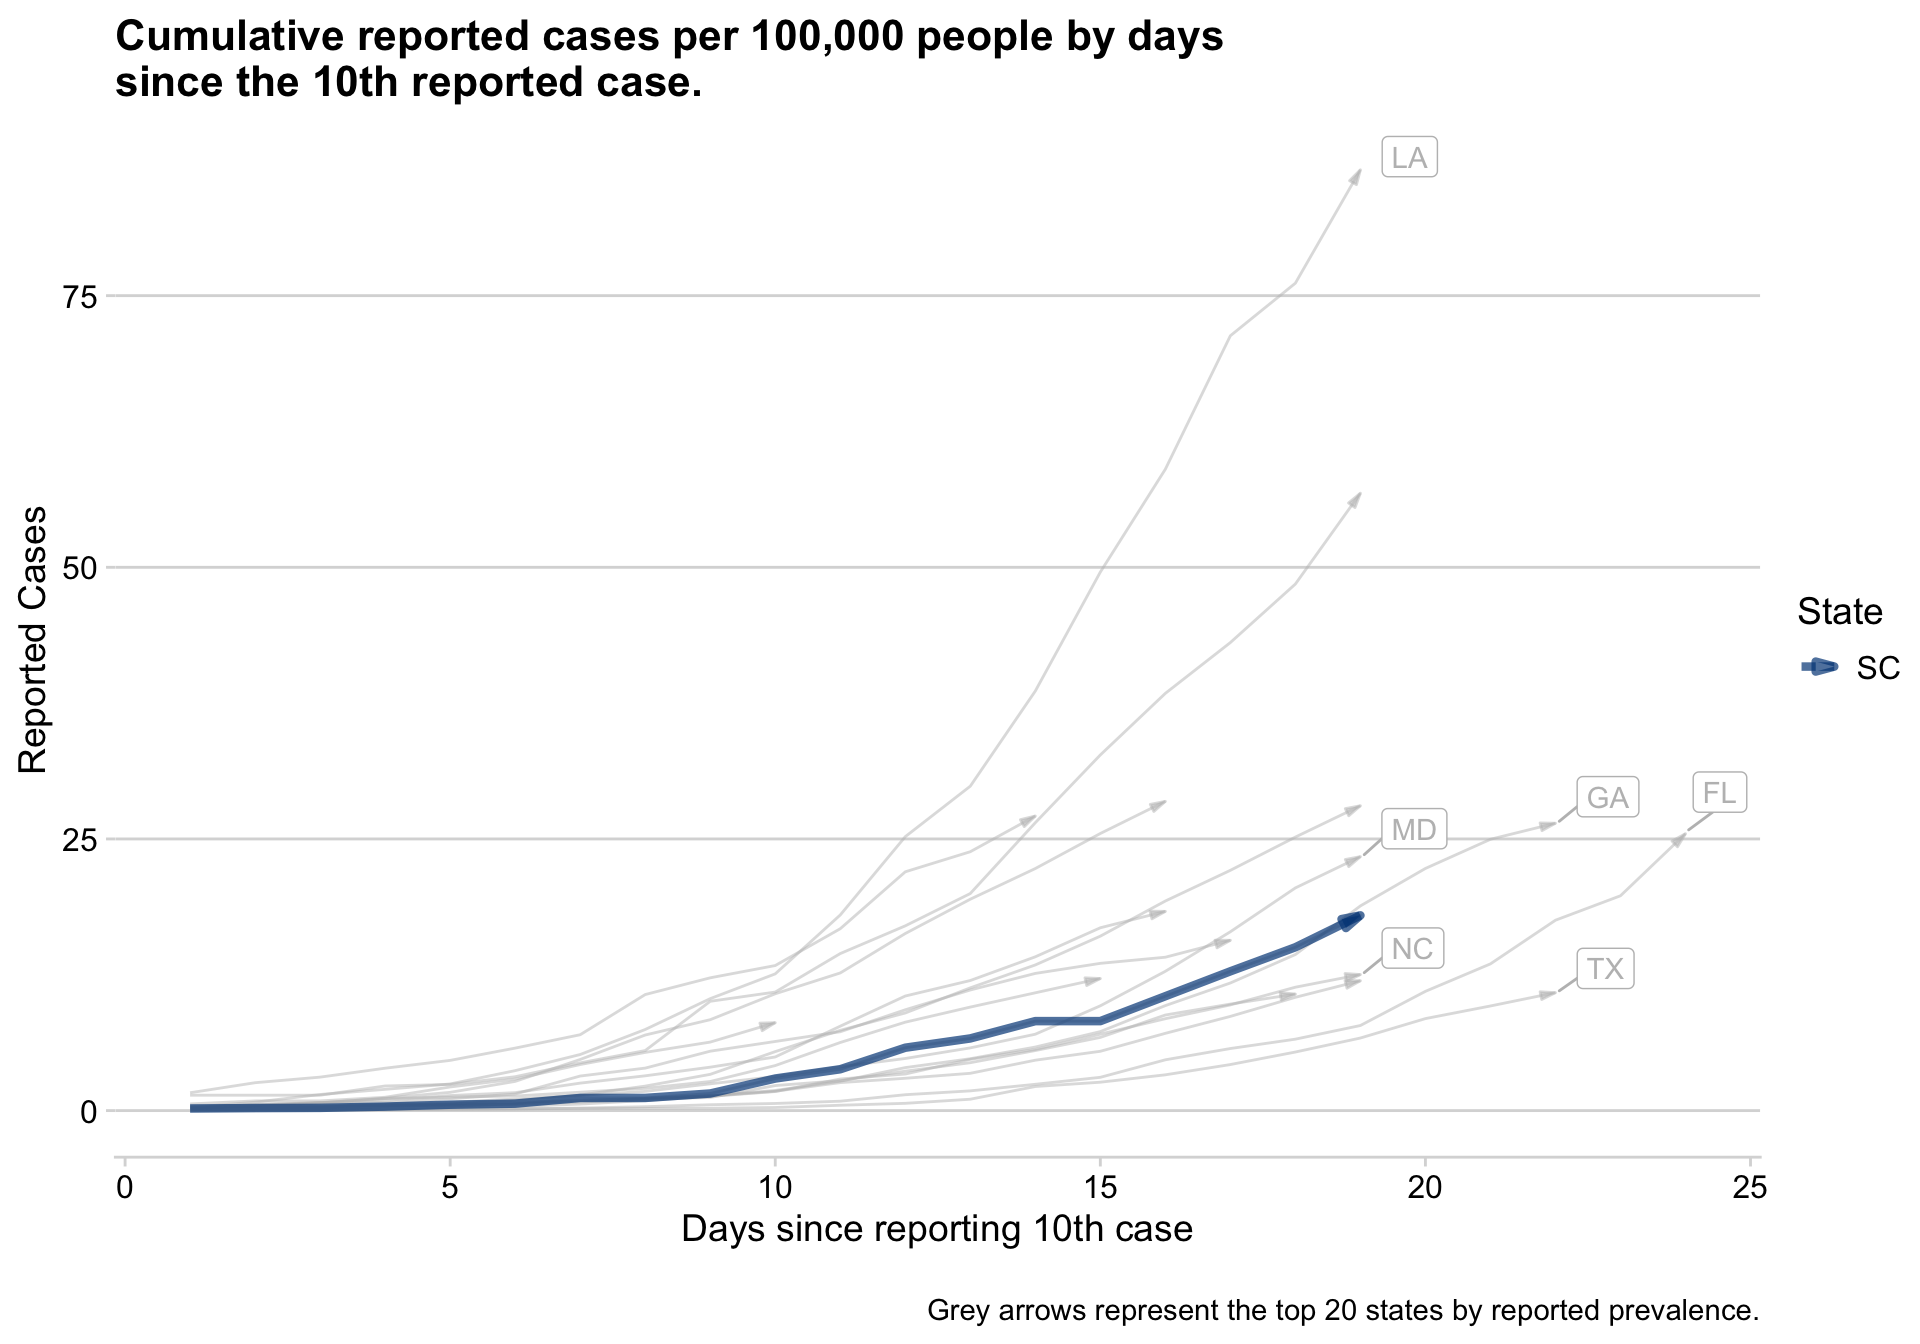 Cumulative reported cases per 100,000 people by days
since the 10th reported case.
LA
75
50
Reported Cases
State
SC
GA
FL
MD
25
NC
TX
0
0 5 10 15 20 25
Days since reporting 10th case
Grey arrows represent the top 20 states by reported prevalence.